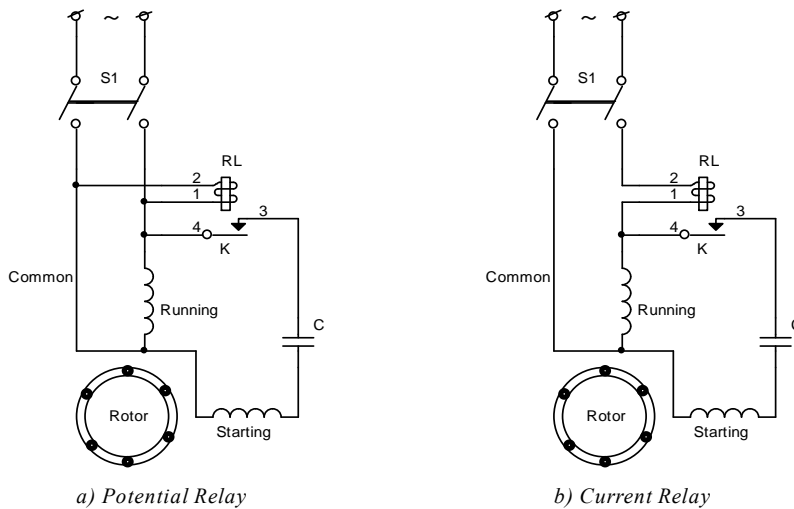 ~
S1
RL
2
1
3
4
K
Common
Running
C
Rotor
Starting
a) Potential Relay
~
S1
RL
2
1
3
4
K
Common
Running
C
Rotor
Starting
b) Current Relay